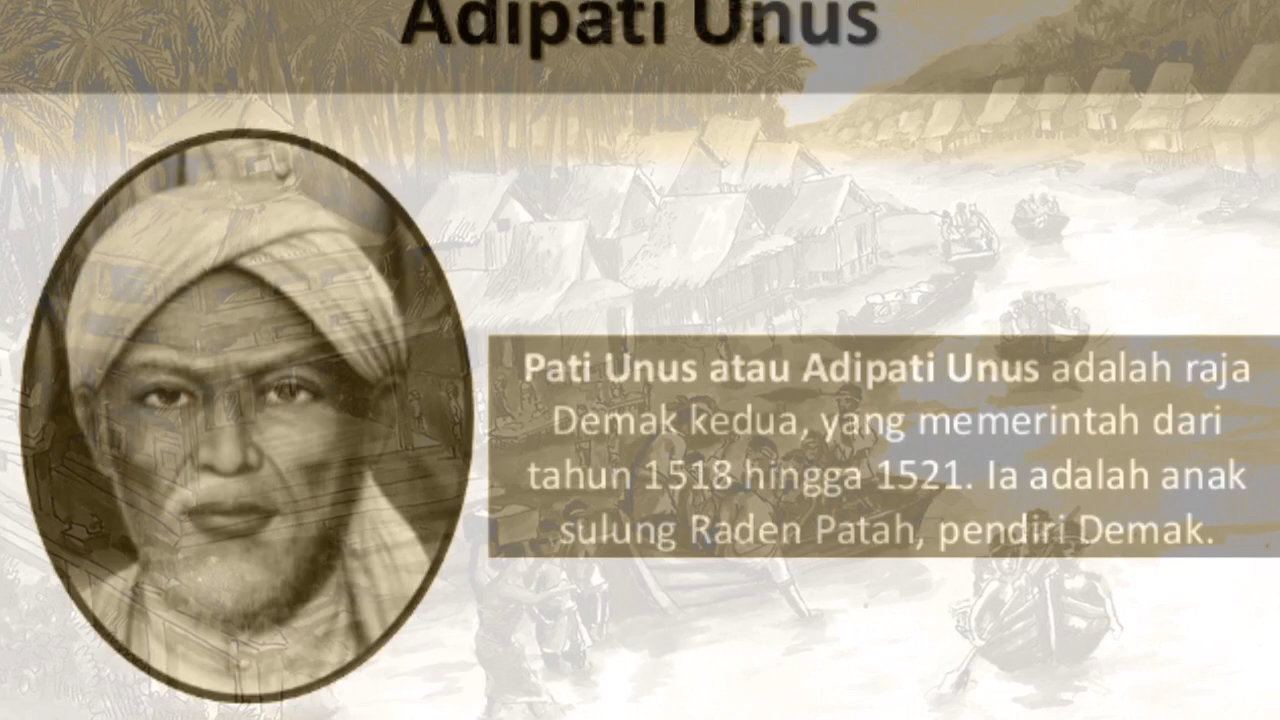 Adipati Unus
Pati Unus atau Adipati Unus adalah raja
Demak kedua, yang memerintah dari
tahun 1518 hingga 1521. Ia adalah anak
sulung Raden Patah, pendiri Demak.